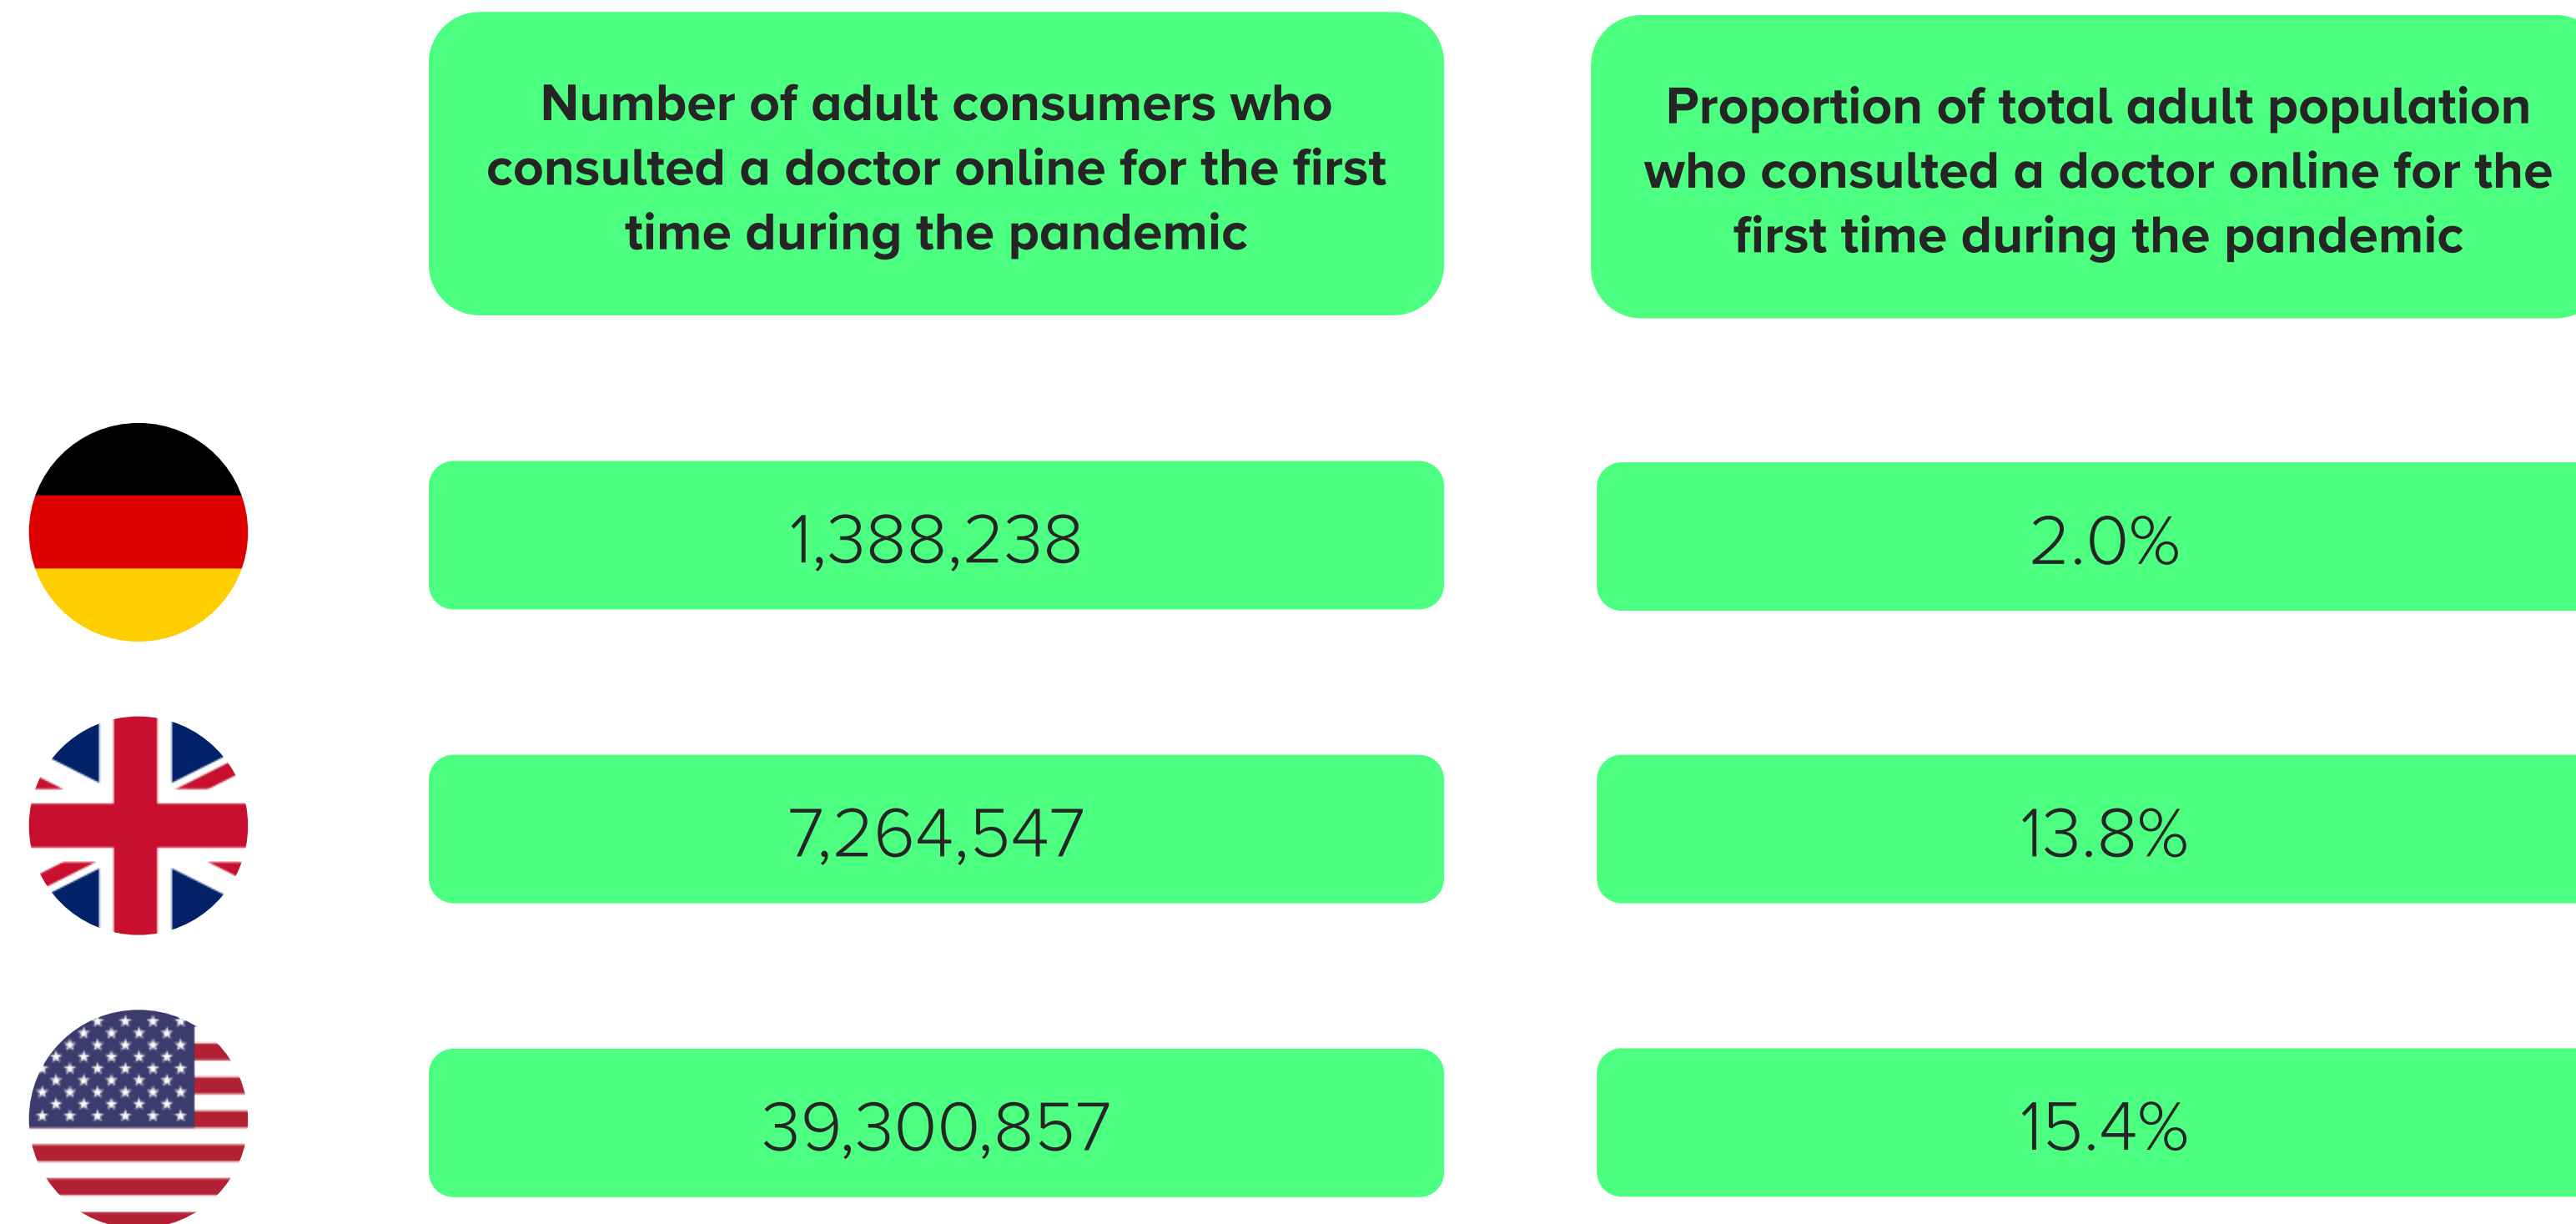 Number of adult consumers who
consulted a doctor online for the first
time during the pandemic
Proportion of total adult population
who consulted a doctor online for the
first time during the pandemic
1,388,238
2.0%
7,264,547
13.8%
39,300,857
15.4%